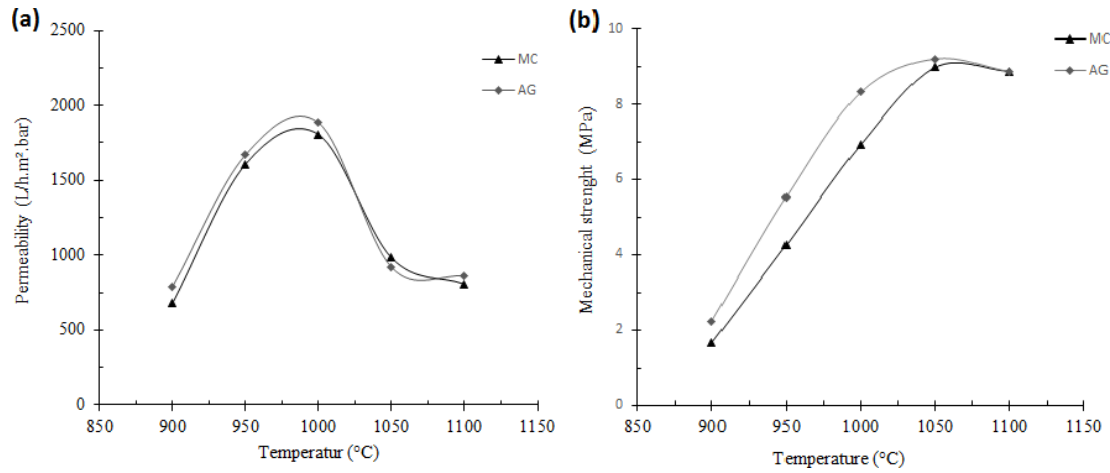 (a)
2500
2000
1500
1000
500
0
850 900 950 1000 1050 1100 1150
Permeability (L/h.m².bar)
Temperatur (°C)
MC
AG
(b)
10
8
6
4
2
0
850 900 950 1000 1050 1100 1150
Mechanical strenght (MPa)
Temperature (°C)
MC
AG